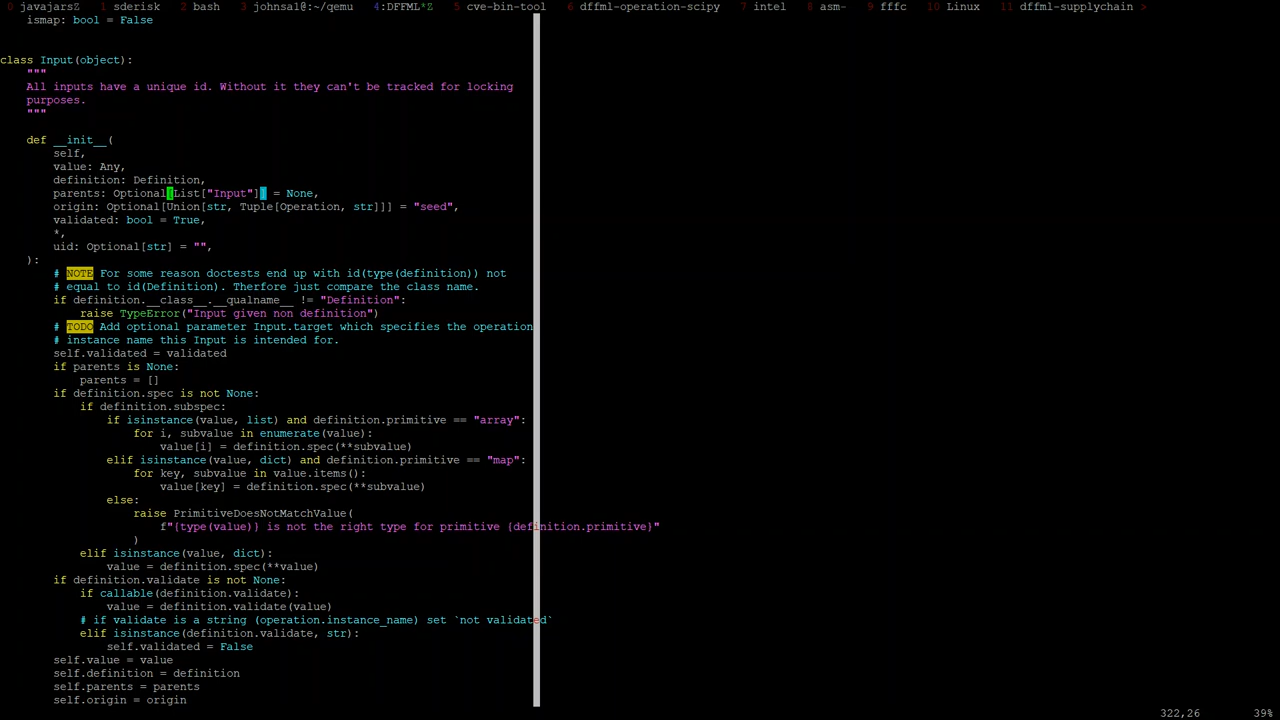 0 javajarsZ 1 sderisk 2 bash 3 johnsal@:~/qemu 4:DFFML*Z 5 cve-bin-tool 6 dffml-operation-scipy 7 intel 8 asm- 9 fffc 10 Linux 11 dffml-supplychain >
    ismap: bool = False
class Input(object):
    """
    All inputs have a unique id. Without it they can't be tracked for locking
    purposes.
    """
    def __init__(
        self,
        value: Any,
        definition: Definition,
        parents: Optional[List["Input"]] = None,
        origin: Optional[Union[str, Tuple[Operation, str]]] = "seed",
        validated: bool = True,
        *,
        uid: Optional[str] = "",
    ):
        # NOTE For some reason doctests end up with id(type(definition)) not
        # equal to id(Definition). Therfore just compare the class name.
        if definition.__class__.__qualname__ != "Definition":
            raise TypeError("Input given non definition")
        # TODO Add optional parameter Input.target which specifies the operation
        # instance name this Input is intended for.
        self.validated = validated
        if parents is None:
            parents = []
        if definition.spec is not None:
            if definition.subspec:
                if isinstance(value, list) and definition.primitive == "array":
                    for i, subvalue in enumerate(value):
                        value[i] = definition.spec(**subvalue)
                elif isinstance(value, dict) and definition.primitive == "map":
                    for key, subvalue in value.items():
                        value[key] = definition.spec(**subvalue)
                else:
                    raise PrimitiveDoesNotMatchValue(
                        f"{type(value)} is not the right type for primitive {definition.primitive}"
                    )
            elif isinstance(value, dict):
                value = definition.spec(**value)
        if definition.validate is not None:
            if callable(definition.validate):
                value = definition.validate(value)
            # if validate is a string (operation.instance_name) set `not validated`
            elif isinstance(definition.validate, str):
                self.validated = False
        self.value = value
        self.definition = definition
        self.parents = parents
        self.origin = origin
322,26 39%